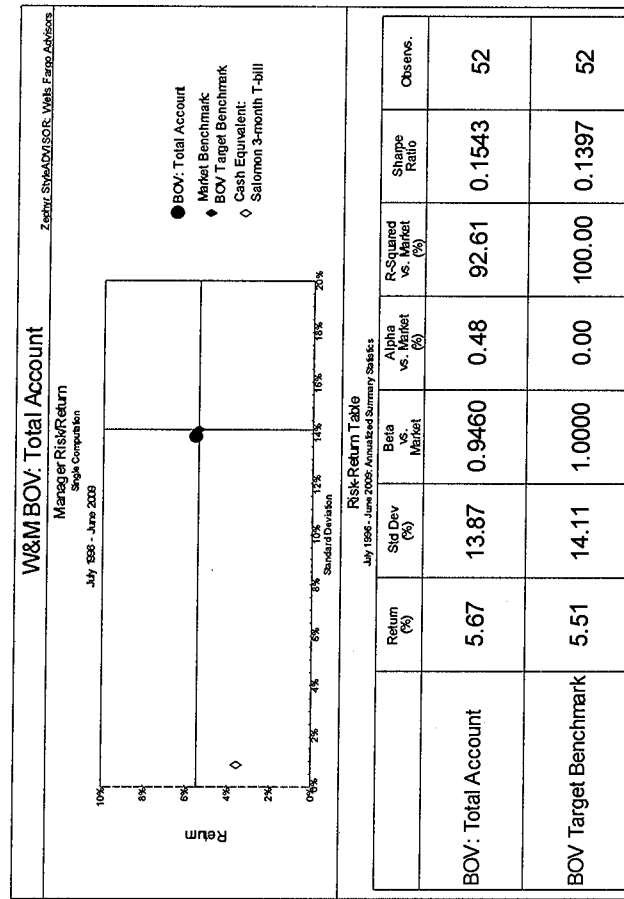 W&M BOV: Total Account
Zephyr StyleADVISOR: Wells Fargo Advisors
Manager Risk/Return
Single Computation
July 1996 - June 2009
Return
10%
8%
6%
4%
2%
0%
0%
2%
4%
6%
8%
10%
12%
14%
16%
18%
20%
Standard Deviation
BOV: Total Account
Market Benchmark:
BOV Target Benchmark
Cash Equivalent:
Salomon 3-month T-bill
Risk-Return Table
July 1996 - June 2009: Annualized Summary Statistics
Return (%) Std Dev (%) Beta vs. Market Alpha vs. Market (%) R-Squared vs. Market (%) Sharpe Ratio Observs.
BOV: Total Account 5.67 13.87 0.9460 0.48 92.61 0.1543 52
BOV Target Benchmark 5.51 14.11 1.0000 0.00 100.00 0.1397 52